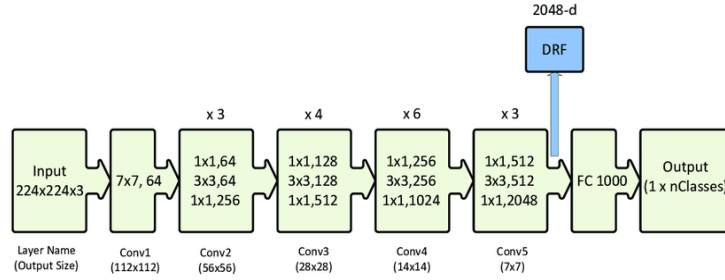 2048-d
DRF
x 3
x 4
x 6
x 3
Input
224x224x3
7x7, 64
1x1,64
3x3,64
1x1,256
1x1,128
3x3,128
1x1,512
1x1,256
3x3,256
1x1,1024
1x1,512
3x3,512
1x1,2048
FC 1000
Output
(1 x nClasses)
Layer Name
(Output Size)
Conv1
(112x112)
Conv2
(56x56)
Conv3
(28x28)
Conv4
(14x14)
Conv5
(7x7)